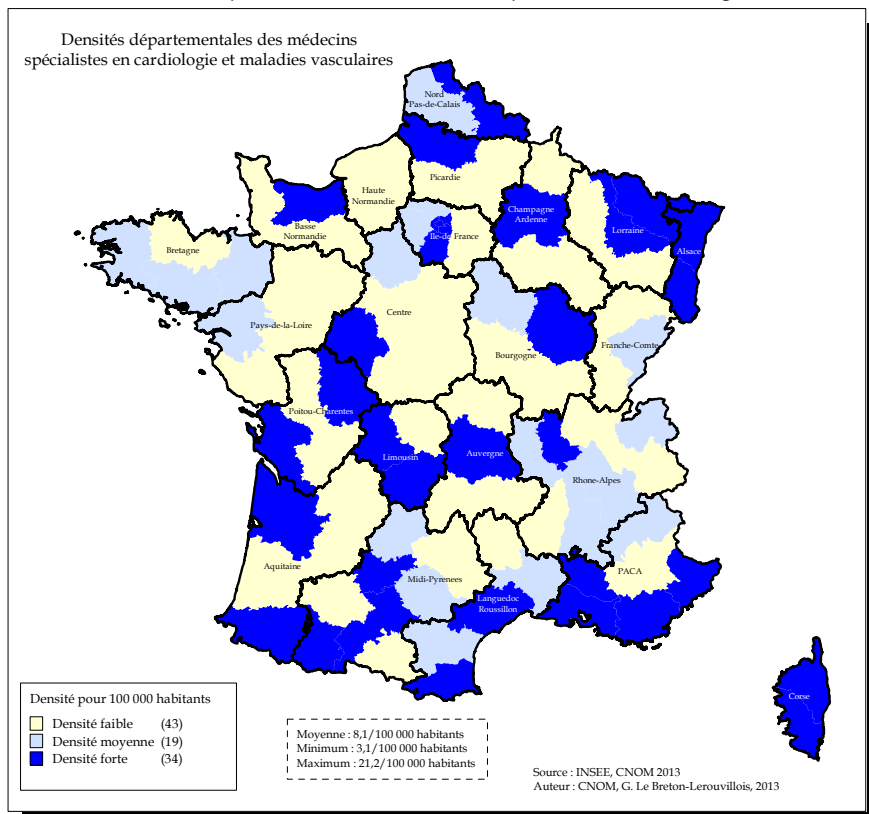 Densités départementales des médecins
spécialistes en cardiologie et maladies vasculaires
Nord
Pas-de-Calais
Picardie
Haute
Normandie
Basse
Normandie
Champagne
Ardenne
Lorraine
Alsace
Ile-de France
Bretagne
Pays-de-la-Loire
Centre
Bourgogne
Franche-Comte
Poitou-Charentes
Limousin
Auvergne
Rhone-Alpes
Aquitaine
Midi-Pyrenees
Languedoc
Roussillon
PACA
Corse
Densité pour 100 000 habitants
Densité faible (43)
Densité moyenne (19)
Densité forte (34)
Moyenne : 8,1/100 000 habitants
Minimum : 3,1/100 000 habitants
Maximum : 21,2/100 000 habitants
Source : INSEE, CNOM 2013
Auteur : CNOM, G. Le Breton-Lerouvillois, 2013